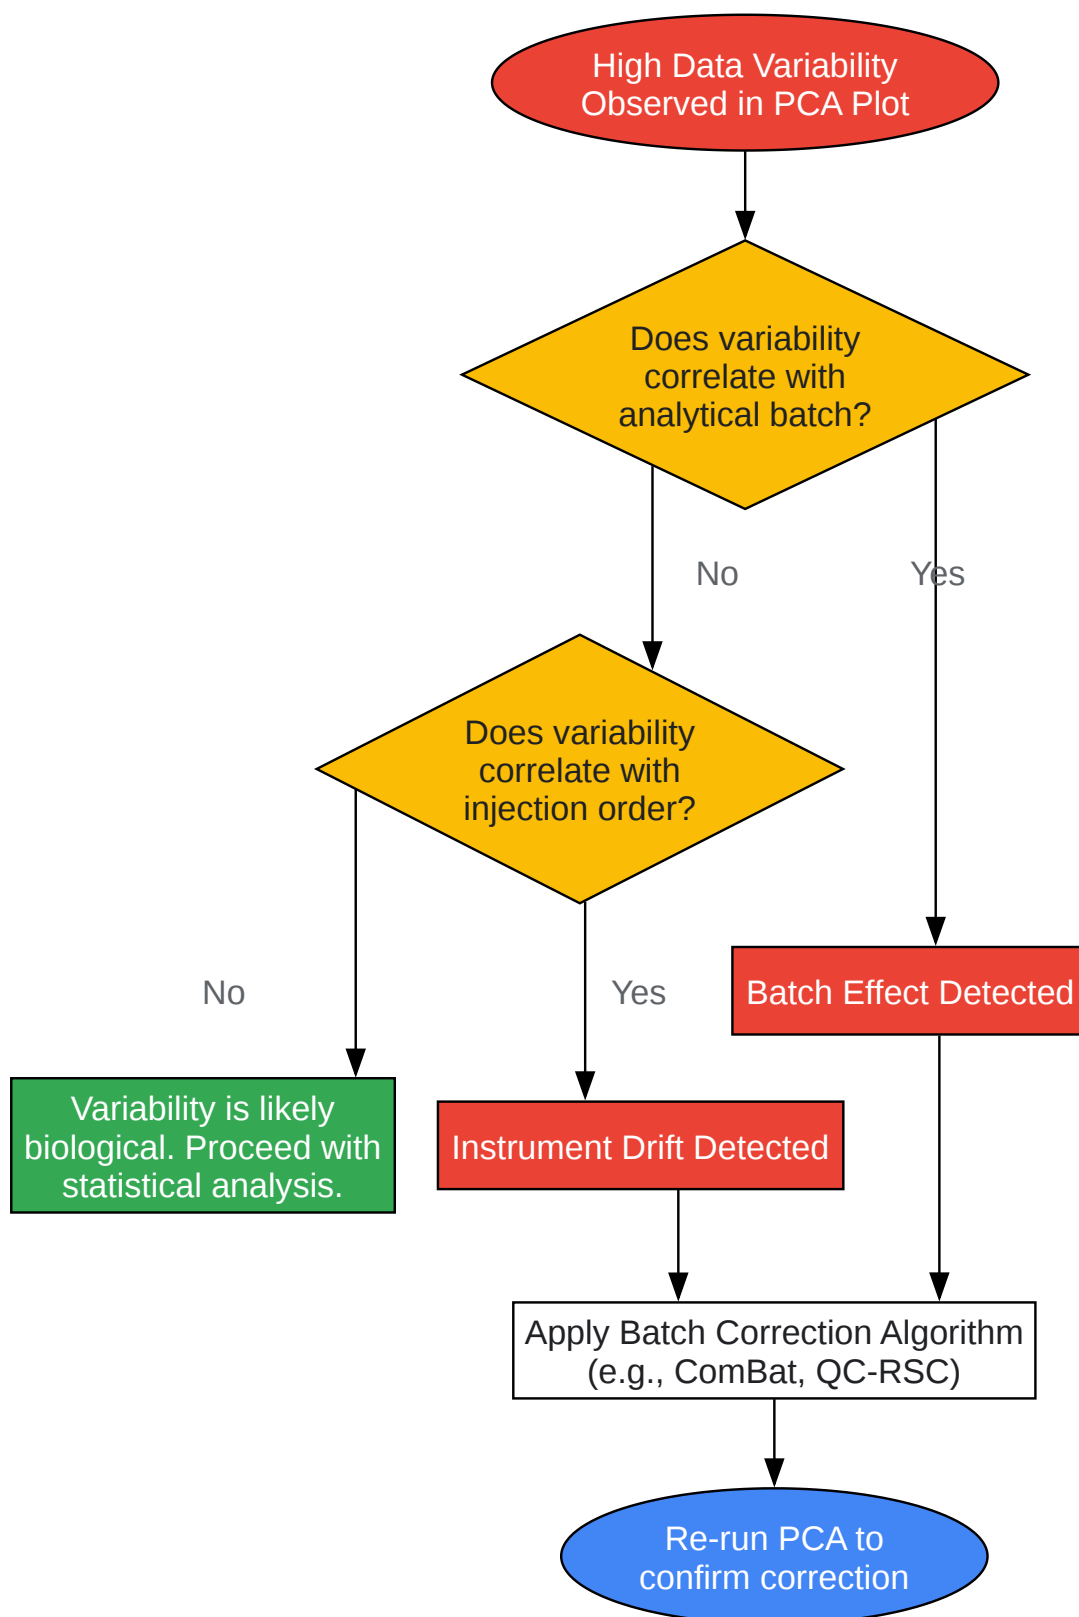 High Data Variability
Observed in PCA Plot
Does variability
correlate with
analytical batch?
No
Yes
Does variability
correlate with
injection order?
No
Yes
Batch Effect Detected
Variability is likely
biological. Proceed with
statistical analysis.
Instrument Drift Detected
Apply Batch Correction Algorithm
(e.g., ComBat, QC-RSC)
Re-run PCA to
confirm correction